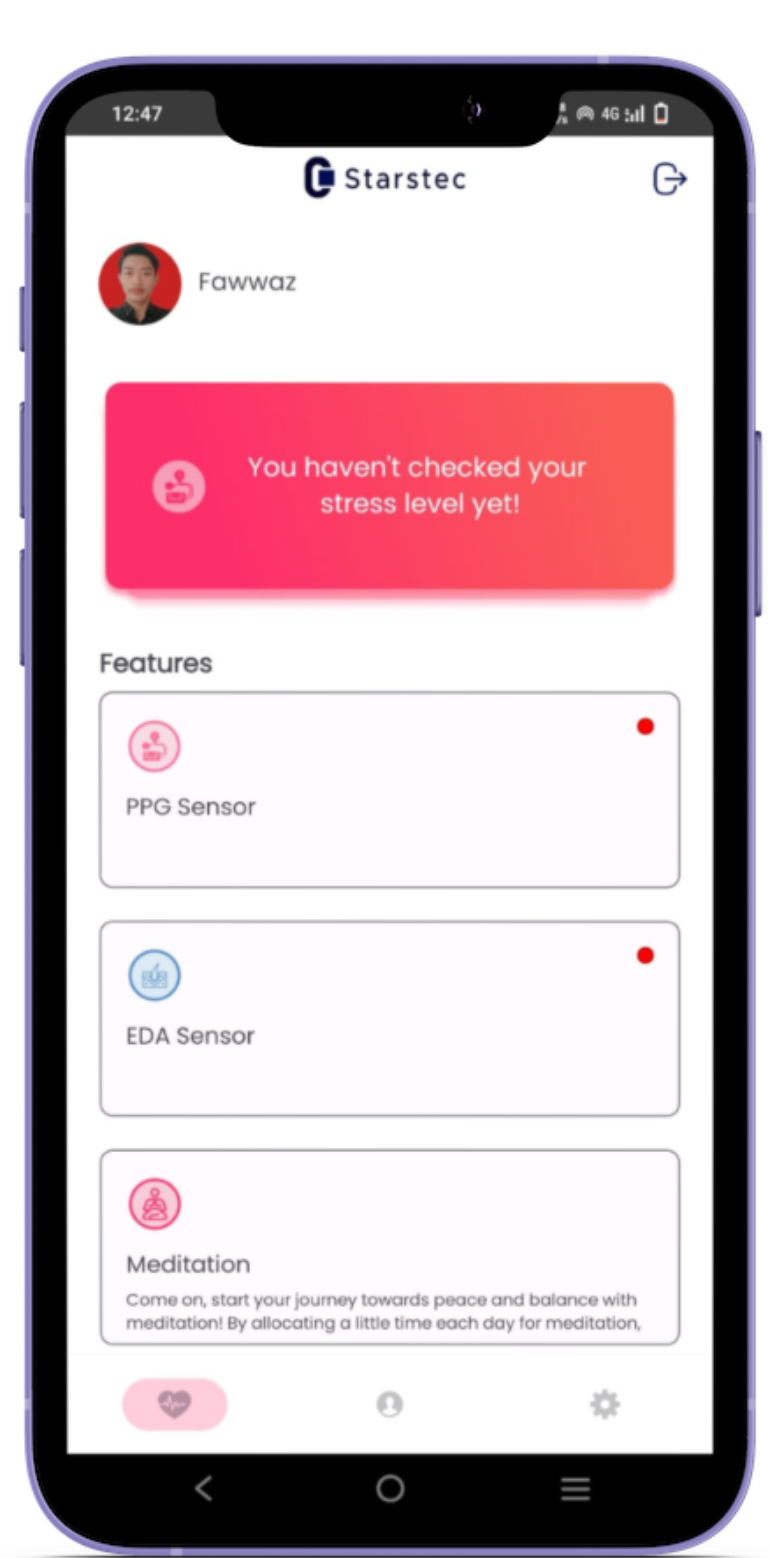 12:47
4G
Starstec
Fawwaz
You haven't checked your
stress level yet!
Features
PPG Sensor
EDA Sensor
Meditation
Come on, start your journey towards peace and balance with
meditation! By allocating a little time each day for meditation,